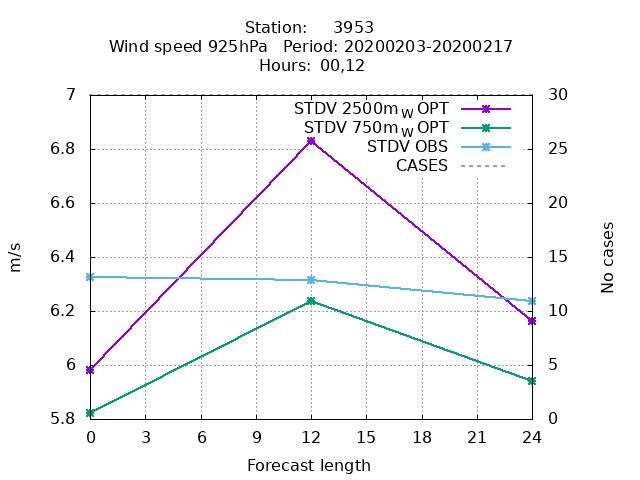 Station:     3953
Wind speed 925hPa   Period: 20200203-20200217
Hours:  00,12
7 30
STDV 2500m W OPT
STDV 750m W OPT
STDV OBS
CASES
6.8 25
6.6 20
6.4 15
6.2 10
6 5
5.8 0
m/s
No cases
0 3 6 9 12 15 18 21 24
Forecast length